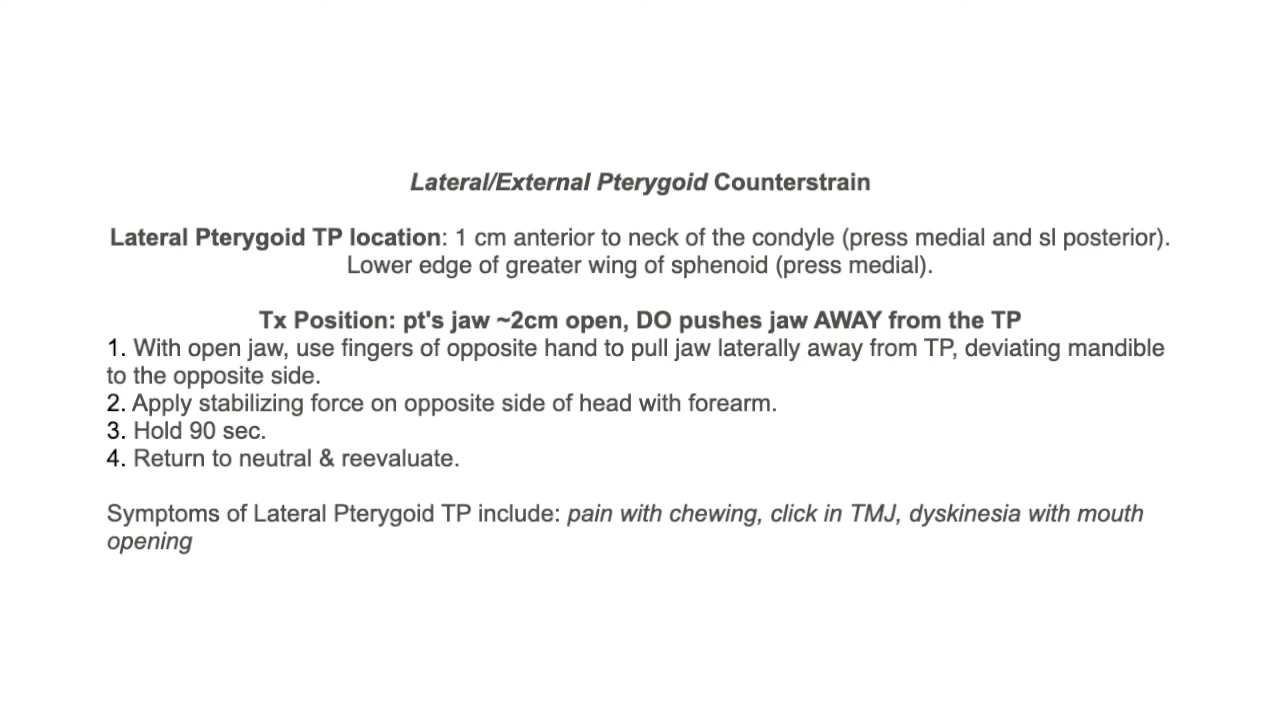 Lateral/External Pterygoid Counterstrain
Lateral Pterygoid TP location: 1 cm anterior to neck of the condyle (press medial and sl posterior).
Lower edge of greater wing of sphenoid (press medial).
Tx Position: pt's jaw ~2cm open, DO pushes jaw AWAY from the TP
1. With open jaw, use fingers of opposite hand to pull jaw laterally away from TP, deviating mandible
to the opposite side.
2. Apply stabilizing force on opposite side of head with forearm.
3. Hold 90 sec.
4. Return to neutral & reevaluate.
Symptoms of Lateral Pterygoid TP include: pain with chewing, click in TMJ, dyskinesia with mouth
opening